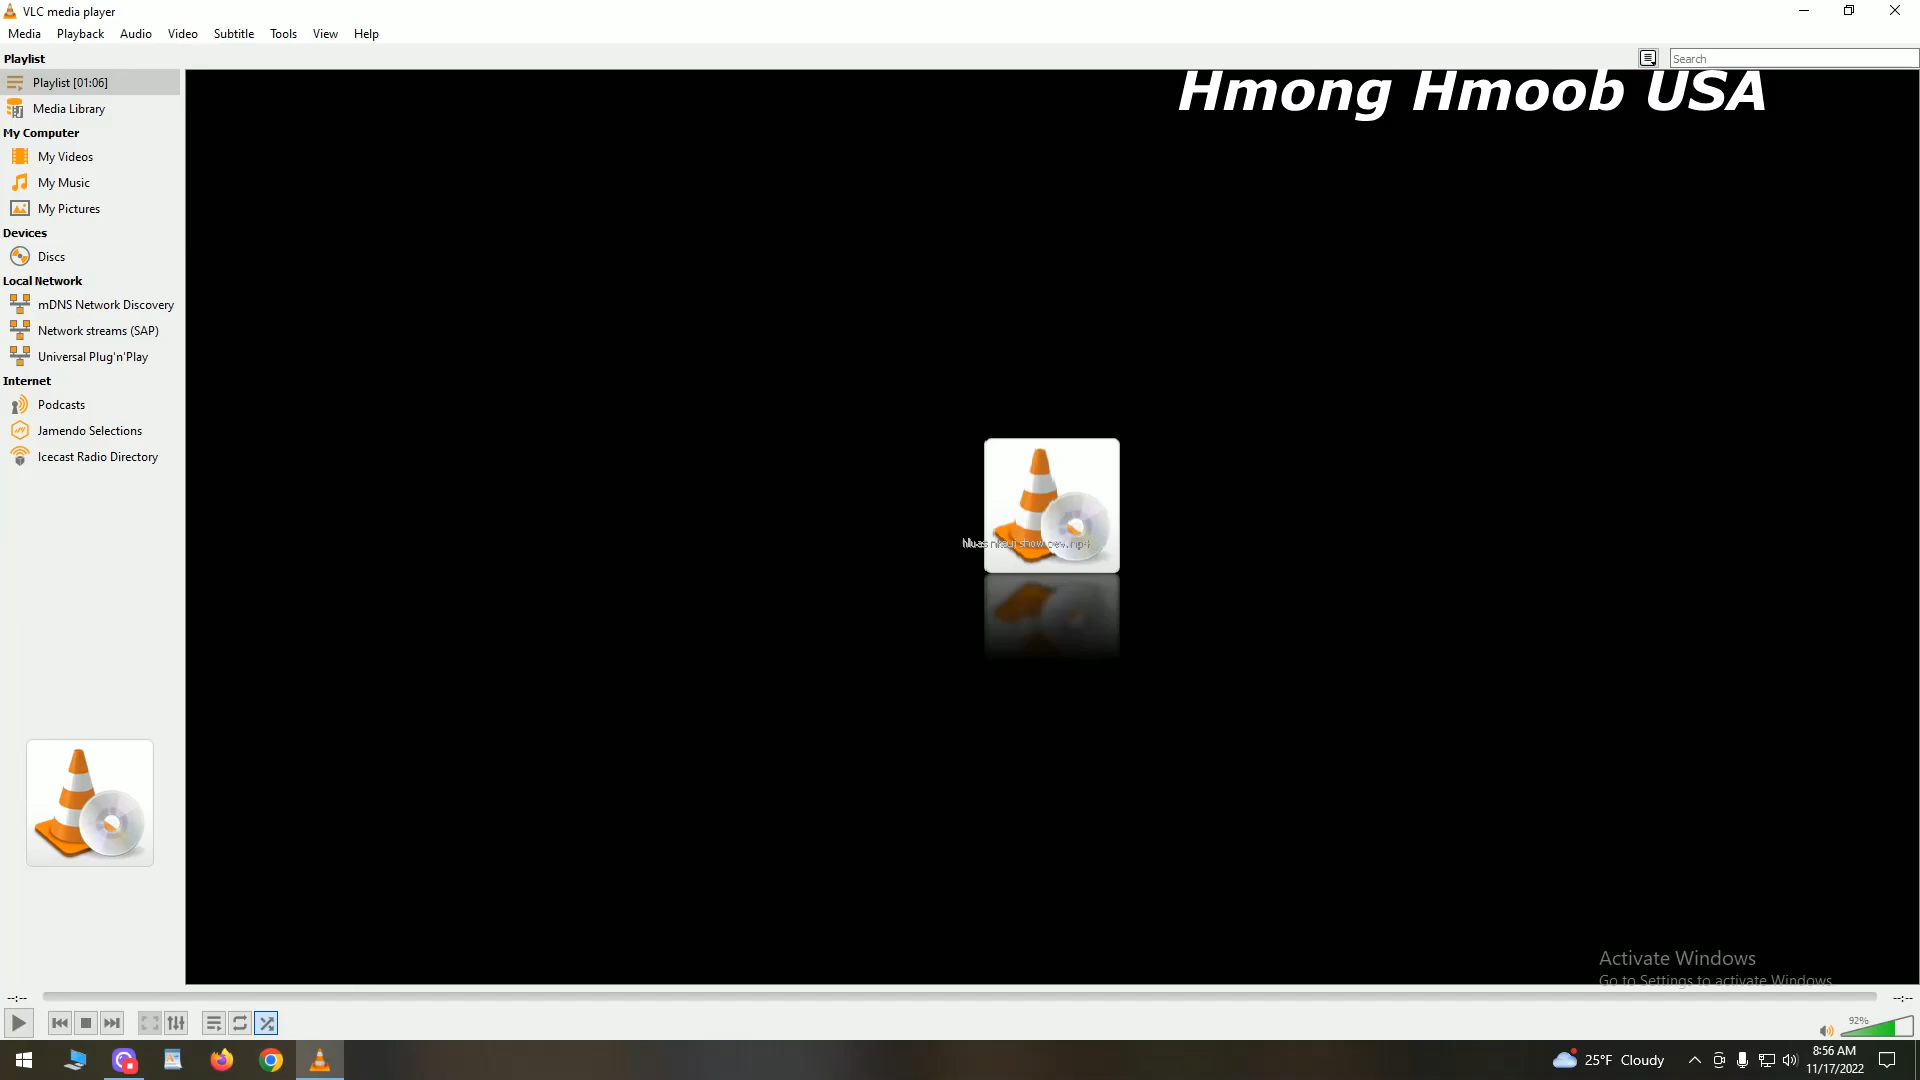 VLC media player
Media Playback Audio Video Subtitle Tools View Help
Playlist
Search
Playlist [01:06]
Hmong Hmoob USA
Media Library
My Computer
My Videos
My Music
My Pictures
Devices
Discs
Local Network
mDNS Network Discovery
Network streams (SAP)
Universal Plug'n'Play
Internet
Podcasts
Jamendo Selections
Icecast Radio Directory
Activate Windows
Go to Settings to activate Windows.
--:-- --:--
92%
25°F Cloudy
8:56 AM
11/17/2022